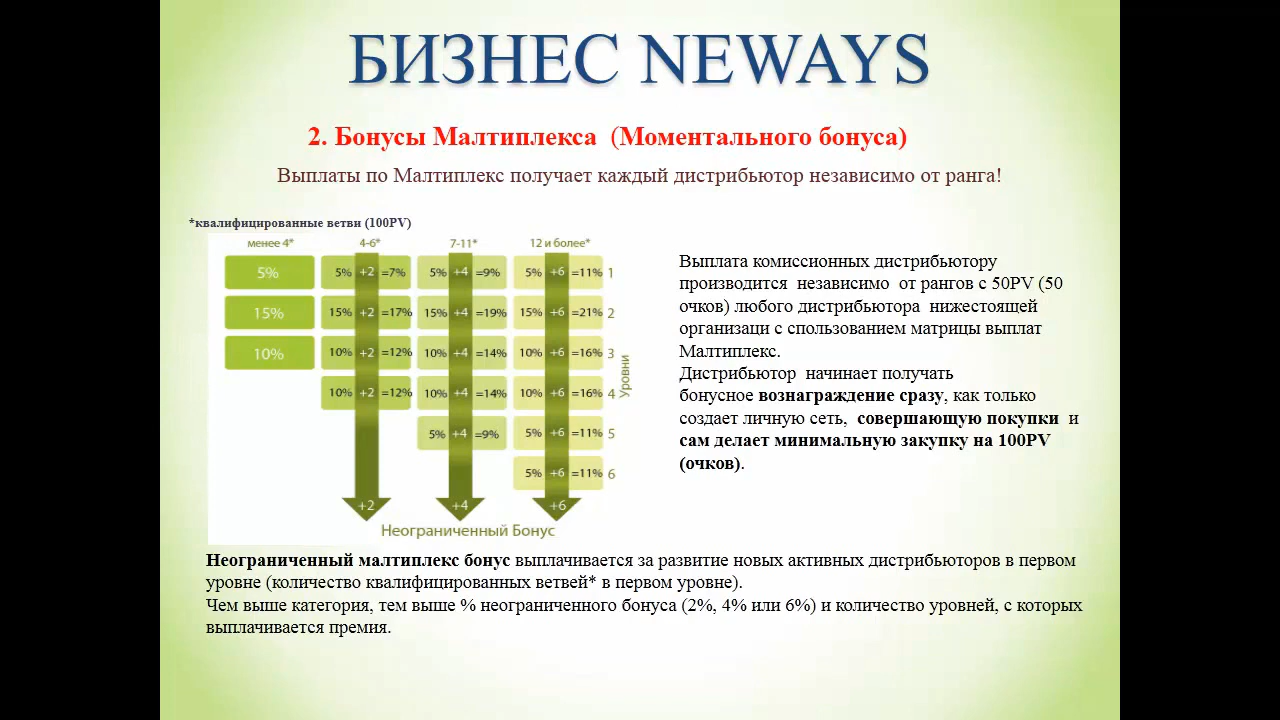 БИЗНЕС NEWAYS
2. Бонусы Малтиплекса (Моментального бонуса)
Выплаты по Малтиплекс получает каждый дистрибьютор независимо от ранга!
*квалифицированные ветви (100PV)
менее 4* 4-6* 7-11* 12 и более*
5% 5% +2 =7% 5% +4 =9% 5% +6 =11% 1
15% 15% +2 =17% 15% +4 =19% 15% +6 =21% 2
10% 10% +2 =12% 10% +4 =14% 10% +6 =16% 3
10% +2 =12% 10% +4 =14% 10% +6 =16% 4
5% +4 =9% 5% +6 =11% 5
5% +6 =11% 6
Уровни
+2 +4 +6
Неограниченный Бонус
Выплата комиссионных дистрибьютору
производится независимо от рангов с 50PV (50
очков) любого дистрибьютора нижестоящей
организаци с спользованием матрицы выплат
Малтиплекс.
Дистрибьютор начинает получать
бонусное вознаграждение сразу, как только
создает личную сеть, совершающую покупки и
сам делает минимальную закупку на 100PV
(очков).
Неограниченный малтиплекс бонус выплачивается за развитие новых активных дистрибьюторов в первом
уровне (количество квалифицированных ветвей* в первом уровне).
Чем выше категория, тем выше % неограниченного бонуса (2%, 4% или 6%) и количество уровней, с которых
выплачивается премия.